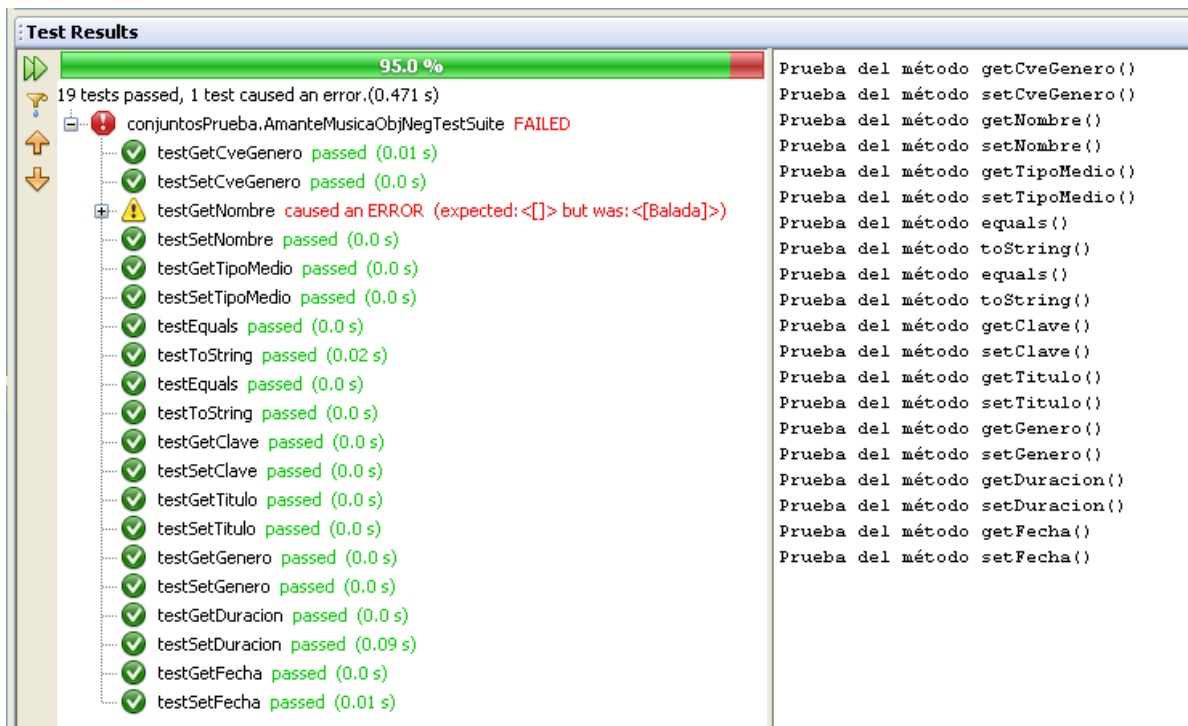 Test Results
95.0 %
19 tests passed, 1 test caused an error.(0.471 s)
conjuntosPrueba.AmanteMusicaObjNegTestSuite FAILED
testGetCveGenero passed (0.01 s)
testSetCveGenero passed (0.0 s)
testGetNombre caused an ERROR (expected:<[]> but was:<[Balada]>)
testSetNombre passed (0.0 s)
testGetTipoMedio passed (0.0 s)
testSetTipoMedio passed (0.0 s)
testEquals passed (0.0 s)
testToString passed (0.02 s)
testEquals passed (0.0 s)
testToString passed (0.0 s)
testGetClave passed (0.0 s)
testSetClave passed (0.0 s)
testGetTitulo passed (0.0 s)
testSetTitulo passed (0.0 s)
testGetGenero passed (0.0 s)
testSetGenero passed (0.0 s)
testGetDuracion passed (0.0 s)
testSetDuracion passed (0.09 s)
testGetFecha passed (0.0 s)
testSetFecha passed (0.01 s)
Prueba del método getCveGenero()
Prueba del método setCveGenero()
Prueba del método getNombre()
Prueba del método setNombre()
Prueba del método getTipoMedio()
Prueba del método setTipoMedio()
Prueba del método equals()
Prueba del método toString()
Prueba del método equals()
Prueba del método toString()
Prueba del método getClave()
Prueba del método setClave()
Prueba del método getTitulo()
Prueba del método setTitulo()
Prueba del método getGenero()
Prueba del método setGenero()
Prueba del método getDuracion()
Prueba del método setDuracion()
Prueba del método getFecha()
Prueba del método setFecha()